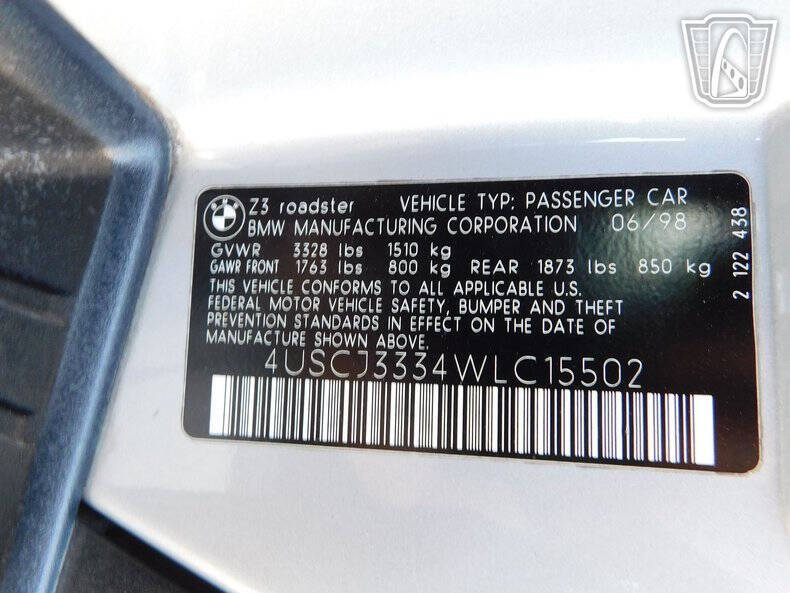 Z3 roadster VEHICLE TYP: PASSENGER CAR
BMW MANUFACTURING CORPORATION 06/98
GVWR 3328 lbs 1510 kg
GAWR FRONT 1763 lbs 800 kg REAR 1873 lbs 850 kg
THIS VEHICLE CONFORMS TO ALL APPLICABLE U.S.
FEDERAL MOTOR VEHICLE SAFETY, BUMPER AND THEFT
PREVENTION STANDARDS IN EFFECT ON THE DATE OF
MANUFACTURE SHOWN ABOVE.
4USCJ3334WLC15502
2 122 438